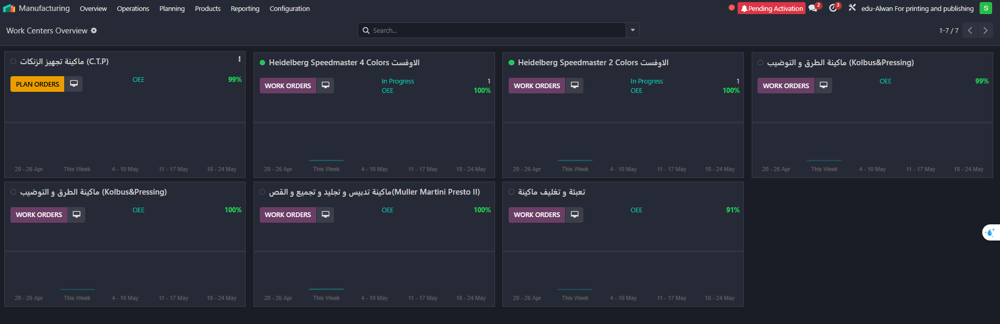 Manufacturing Overview Operations Planning Products Reporting Configuration Pending Activation 2 3 edu-Alwan For printing and publishing S
Work Centers Overview Search... 1-7 / 7
ماكينة تجهيز الزنكات (C.T.P)
PLAN ORDERS OEE 99%
20 - 26 Apr This Week 4 - 10 May 11 - 17 May 18 - 24 May
Heidelberg Speedmaster 4 Colors الاوفست
WORK ORDERS In Progress 1
OEE 100%
20 - 26 Apr This Week 4 - 10 May 11 - 17 May 18 - 24 May
Heidelberg Speedmaster 2 Colors الاوفست
WORK ORDERS In Progress 1
OEE 100%
20 - 26 Apr This Week 4 - 10 May 11 - 17 May 18 - 24 May
ماكينة الطرق و التوضيب (Kolbus&Pressing)
WORK ORDERS OEE 99%
20 - 26 Apr This Week 4 - 10 May 11 - 17 May 18 - 24 May
ماكينة الطرق و التوضيب (Kolbus&Pressing)
WORK ORDERS OEE 100%
20 - 26 Apr This Week 4 - 10 May 11 - 17 May 18 - 24 May
ماكينة تدبيس و تجليد و تجميع و القص(Muller Martini Presto II)
WORK ORDERS OEE 100%
20 - 26 Apr This Week 4 - 10 May 11 - 17 May 18 - 24 May
تعبئة و تغليف ماكينة
WORK ORDERS OEE 91%
20 - 26 Apr This Week 4 - 10 May 11 - 17 May 18 - 24 May